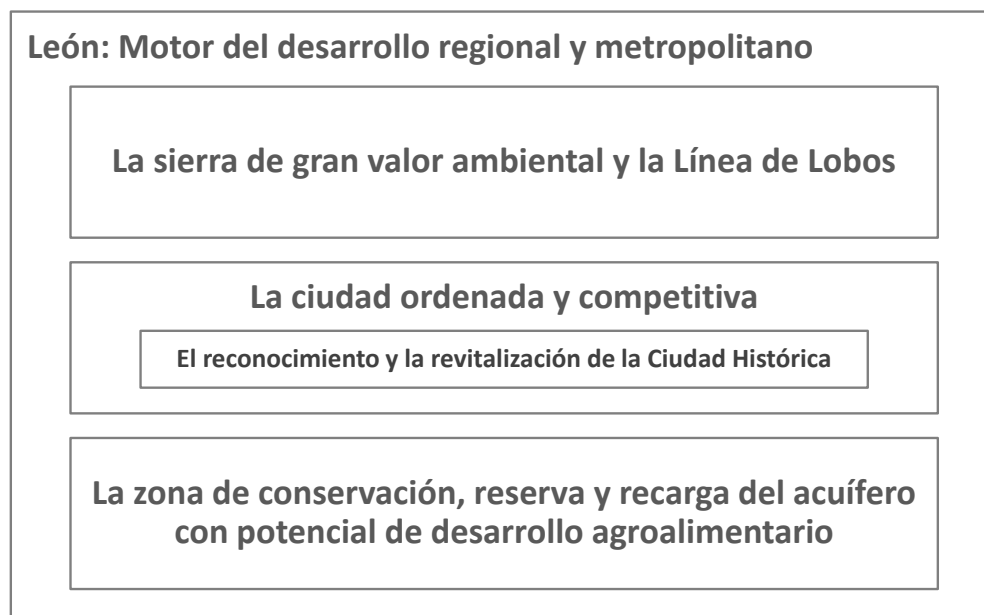 León: Motor del desarrollo regional y metropolitano
La sierra de gran valor ambiental y la Línea de Lobos
La ciudad ordenada y competitiva
El reconocimiento y la revitalización de la Ciudad Histórica
La zona de conservación, reserva y recarga del acuífero
con potencial de desarrollo agroalimentario